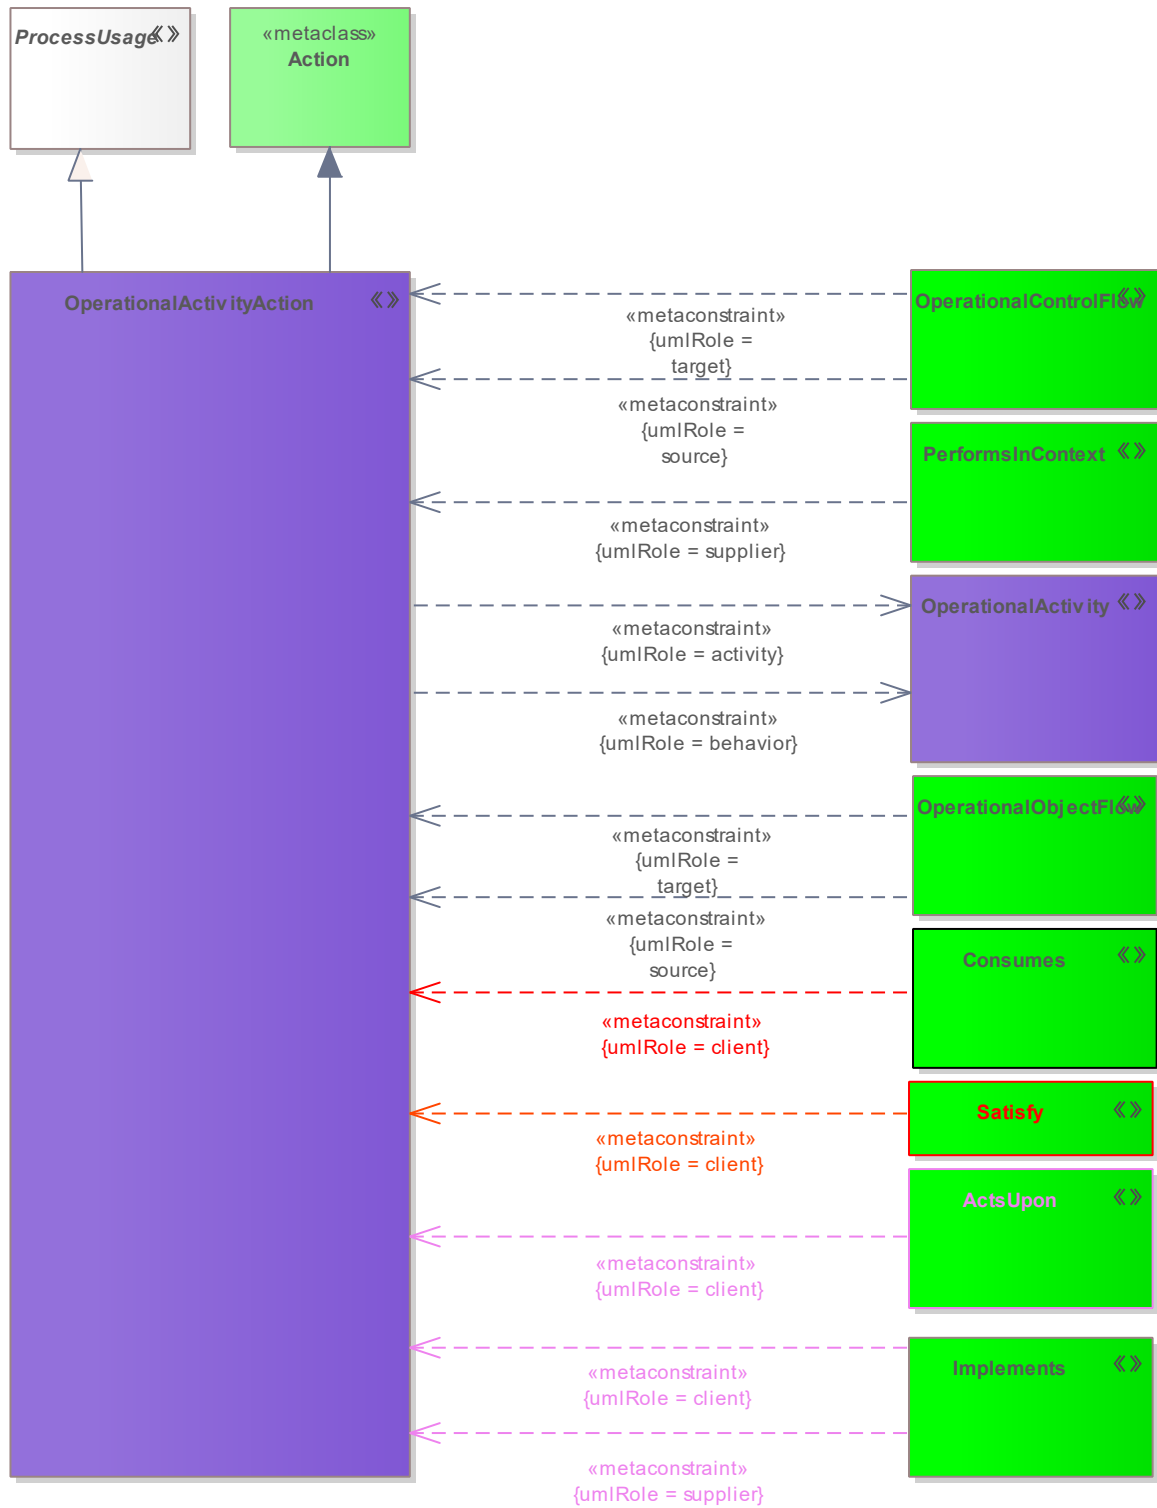 ProcessUsage
«metaclass»
Action
OperationalActivityAction
OperationalControlFlow
«metaconstraint»
{umlRole =
target}
«metaconstraint»
{umlRole =
source}
PerformsInContext
«metaconstraint»
{umlRole = supplier}
OperationalActivity
«metaconstraint»
{umlRole = activity}
«metaconstraint»
{umlRole = behavior}
OperationalObjectFlow
«metaconstraint»
{umlRole =
target}
«metaconstraint»
{umlRole =
source}
Consumes
«metaconstraint»
{umlRole = client}
Satisfy
«metaconstraint»
{umlRole = client}
ActsUpon
«metaconstraint»
{umlRole = client}
Implements
«metaconstraint»
{umlRole = client}
«metaconstraint»
{umlRole = supplier}